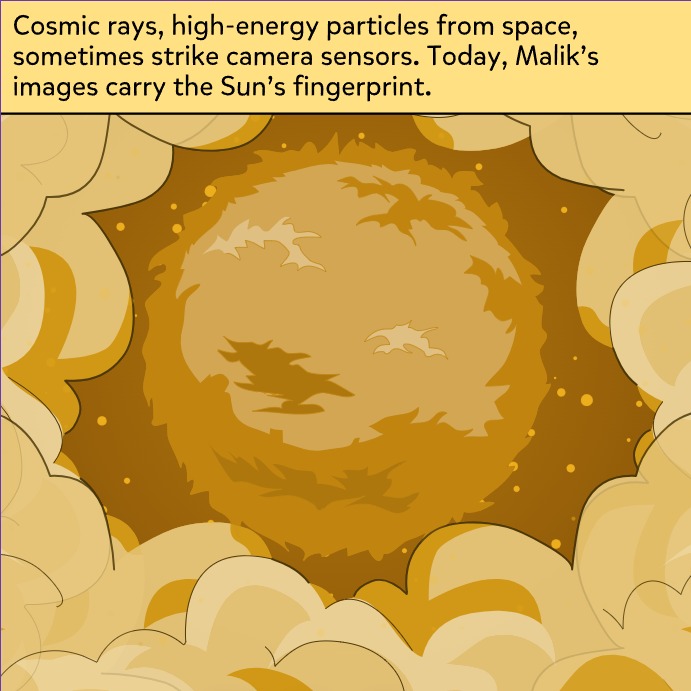 Cosmic rays, high-energy particles from space,
sometimes strike camera sensors. Today, Malik’s
images carry the Sun’s fingerprint.